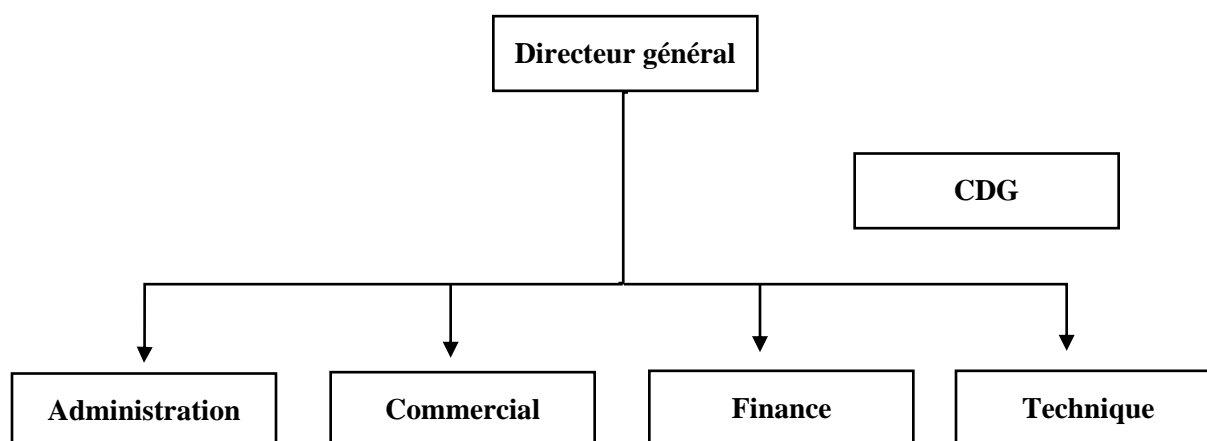 Directeur général
CDG
Administration
Commercial
Finance
Technique